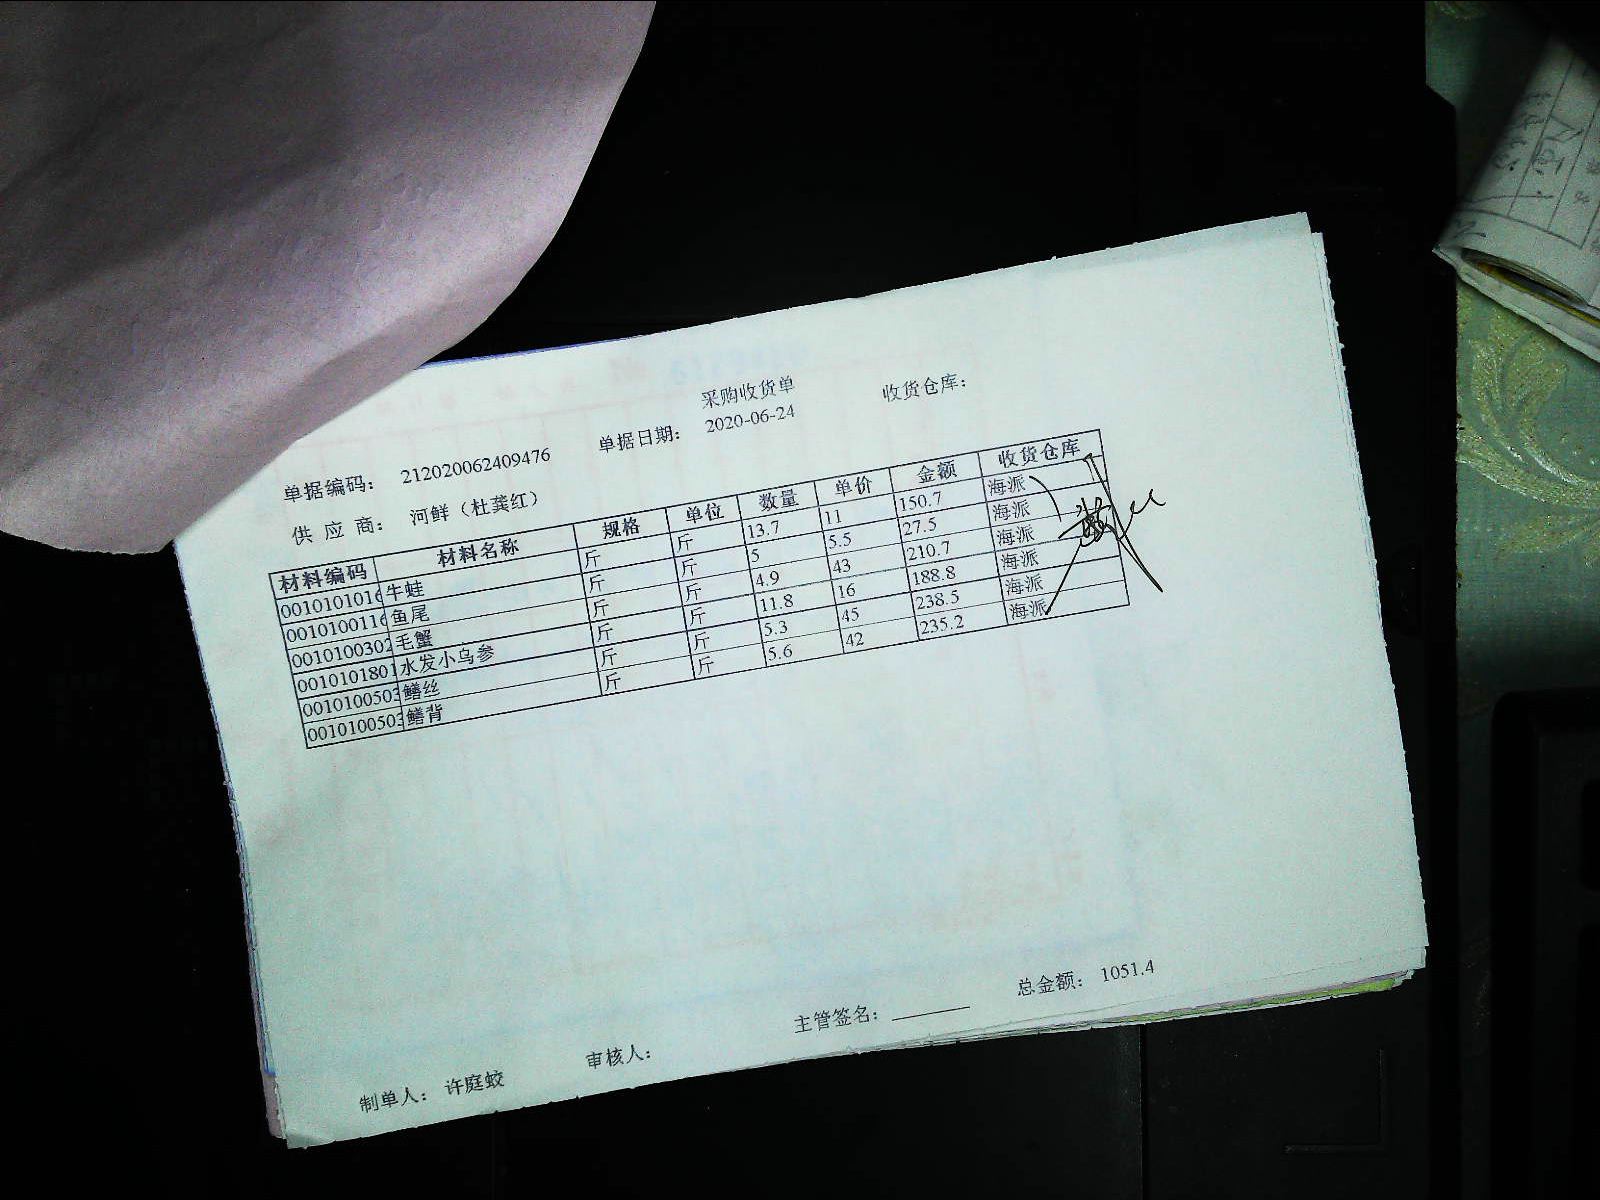 采购收货单
单据编码： 212020062409476 单据日期： 2020-06-24 收货仓库：
供 应 商： 河鲜（杜龚红）
材料编码 材料名称 规格 单位 数量 单价 金额 收货仓库
0010101016 牛蛙 斤 斤 13.7 11 150.7 海派
0010100116 鱼尾 斤 斤 5 5.5 27.5 海派
0010100302 毛蟹 斤 斤 4.9 43 210.7 海派
0010101801 水发小乌参 斤 斤 11.8 16 188.8 海派
0010100503 鳝丝 斤 斤 5.3 45 238.5 海派
0010100503 鳝背 斤 斤 5.6 42 235.2 海派
总金额： 1051.4
制单人： 许庭蛟 审核人： 主管签名：